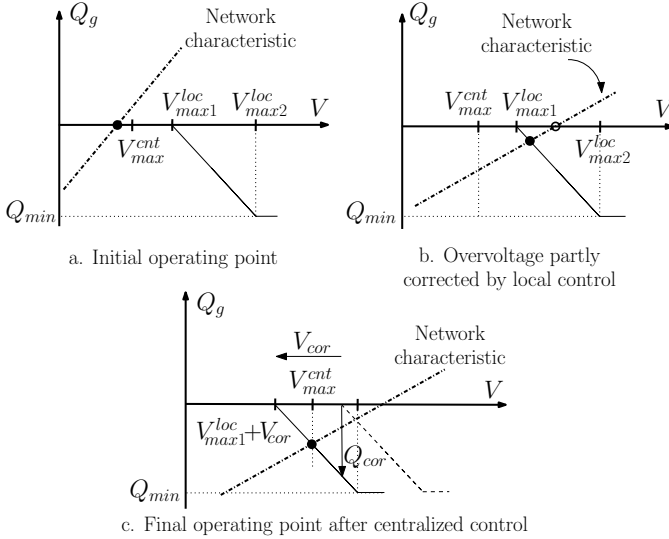 Q_g
Network
characteristic
V^{loc}_{max1}
V^{loc}_{max2}
V
V^{cnt}_{max}
Q_{min}
a. Initial operating point
Q_g
Network
characteristic
V^{cnt}_{max}
V^{loc}_{max1}
V
V^{loc}_{max2}
Q_{min}
b. Overvoltage partly
corrected by local control
Q_g
V_{cor}
Network
characteristic
V^{cnt}_{max}
V
V^{loc}_{max1}+V_{cor}
Q_{cor}
Q_{min}
c. Final operating point after centralized control